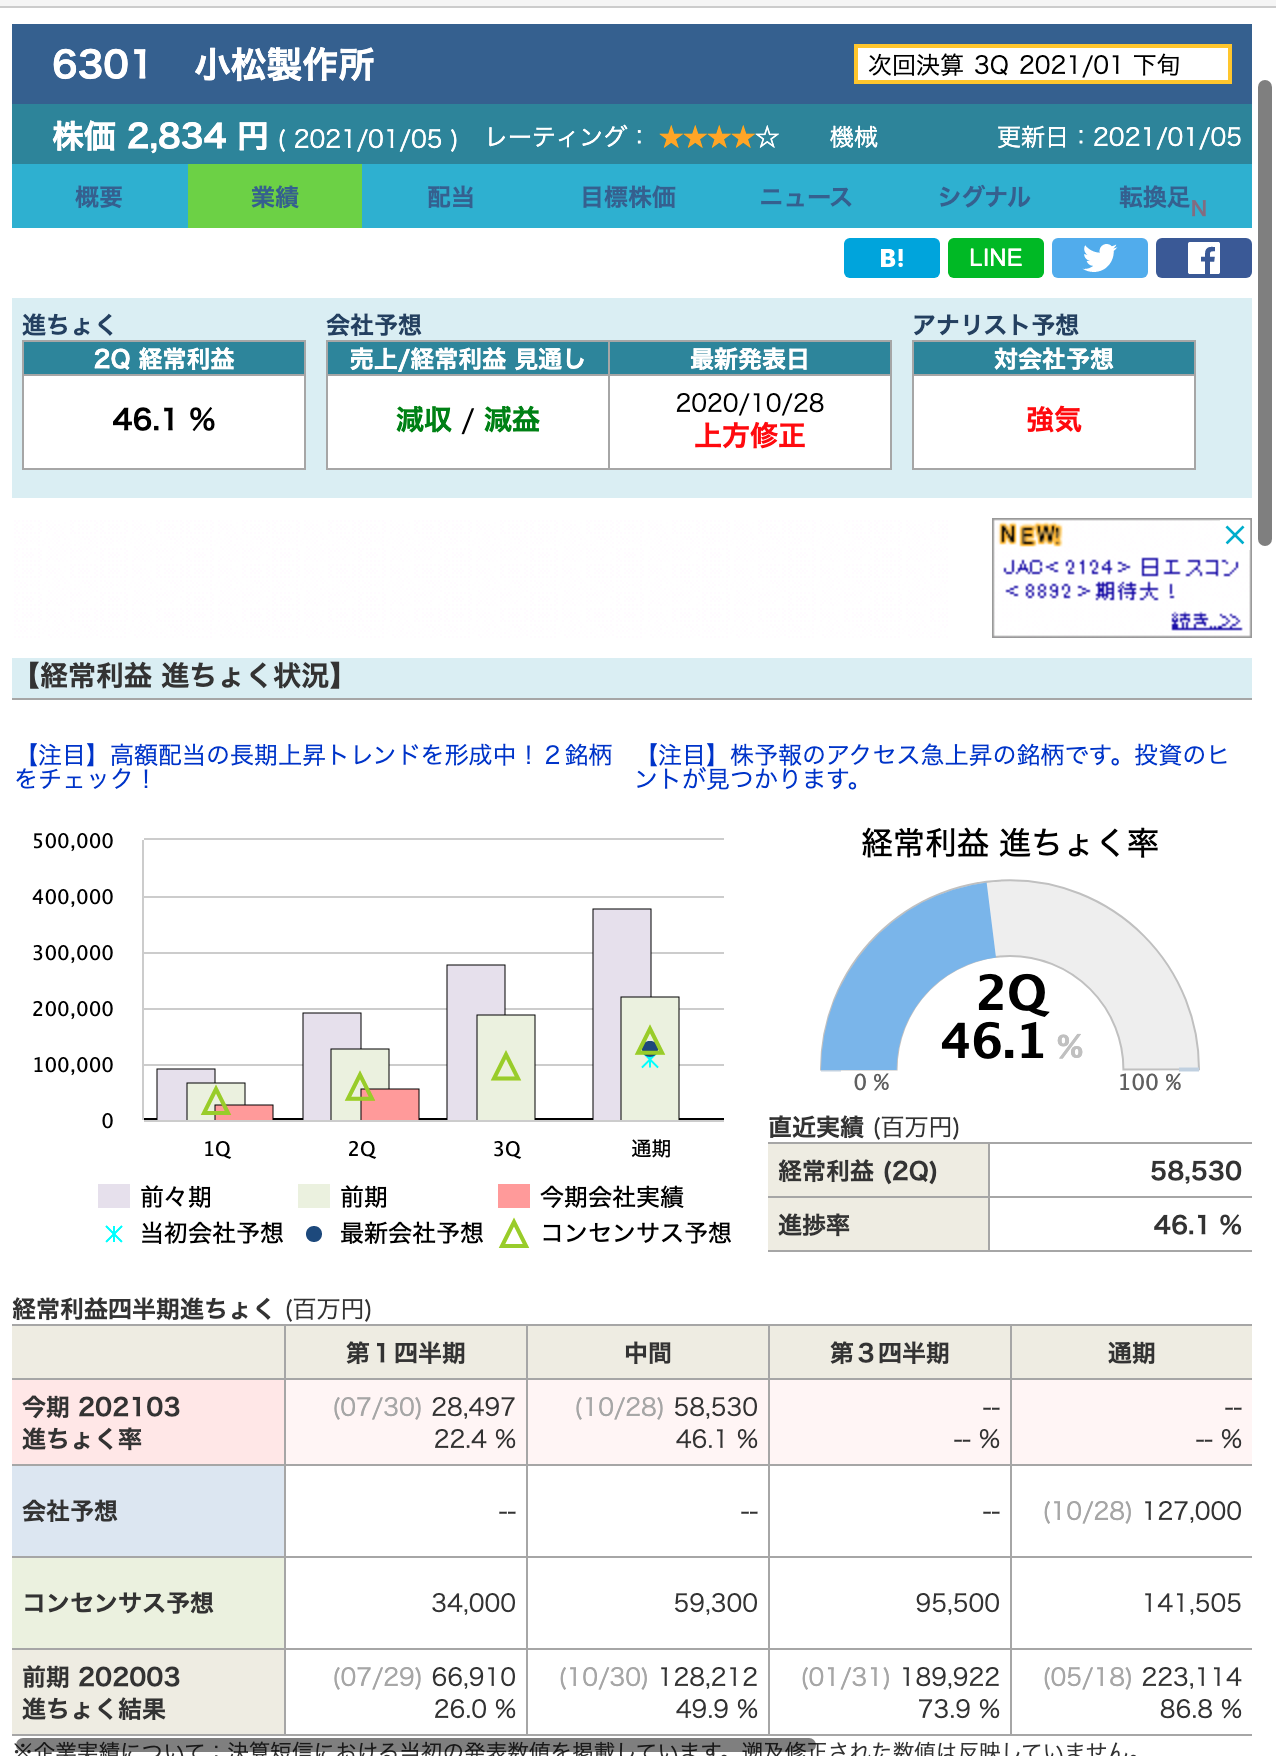 6301 小松製作所
次回決算 3Q 2021/01 下旬
株価 2,834 円 ( 2021/01/05 ) レーティング： ★★★★☆ 機械 更新日：2021/01/05
概要 業績 配当 目標株価 ニュース シグナル 転換足N
B! LINE
進ちょく 会社予想 アナリスト予想
2Q 経常利益 売上/経常利益 見通し 最新発表日 対会社予想
46.1 % 減収 / 減益 2020/10/28 強気
上方修正
NEW!
JAC<2124> 日エスコン
<8892>期待大！
続き..>>
【経常利益 進ちょく状況】
【注目】高額配当の長期上昇トレンドを形成中！２銘柄
をチェック！
【注目】株予報のアクセス急上昇の銘柄です。投資のヒ
ントが見つかります。
500,000
400,000
300,000
200,000
100,000
0
1Q 2Q 3Q 通期
前々期 前期 今期会社実績
当初会社予想 最新会社予想 コンセンサス予想
経常利益 進ちょく率
2Q
46.1 %
0 % 100 %
直近実績 (百万円)
経常利益 (2Q) 58,530
進捗率 46.1 %
経常利益四半期進ちょく (百万円)
第１四半期 中間 第３四半期 通期
今期 202103 (07/30) 28,497 (10/28) 58,530 -- --
進ちょく率 22.4 % 46.1 % -- % -- %
会社予想 -- -- -- (10/28) 127,000
コンセンサス予想 34,000 59,300 95,500 141,505
前期 202003 (07/29) 66,910 (10/30) 128,212 (01/31) 189,922 (05/18) 223,114
進ちょく結果 26.0 % 49.9 % 73.9 % 86.8 %
※企業実績について：決算短信における当初の発表数値を掲載しています。遡及修正された数値は反映していません。